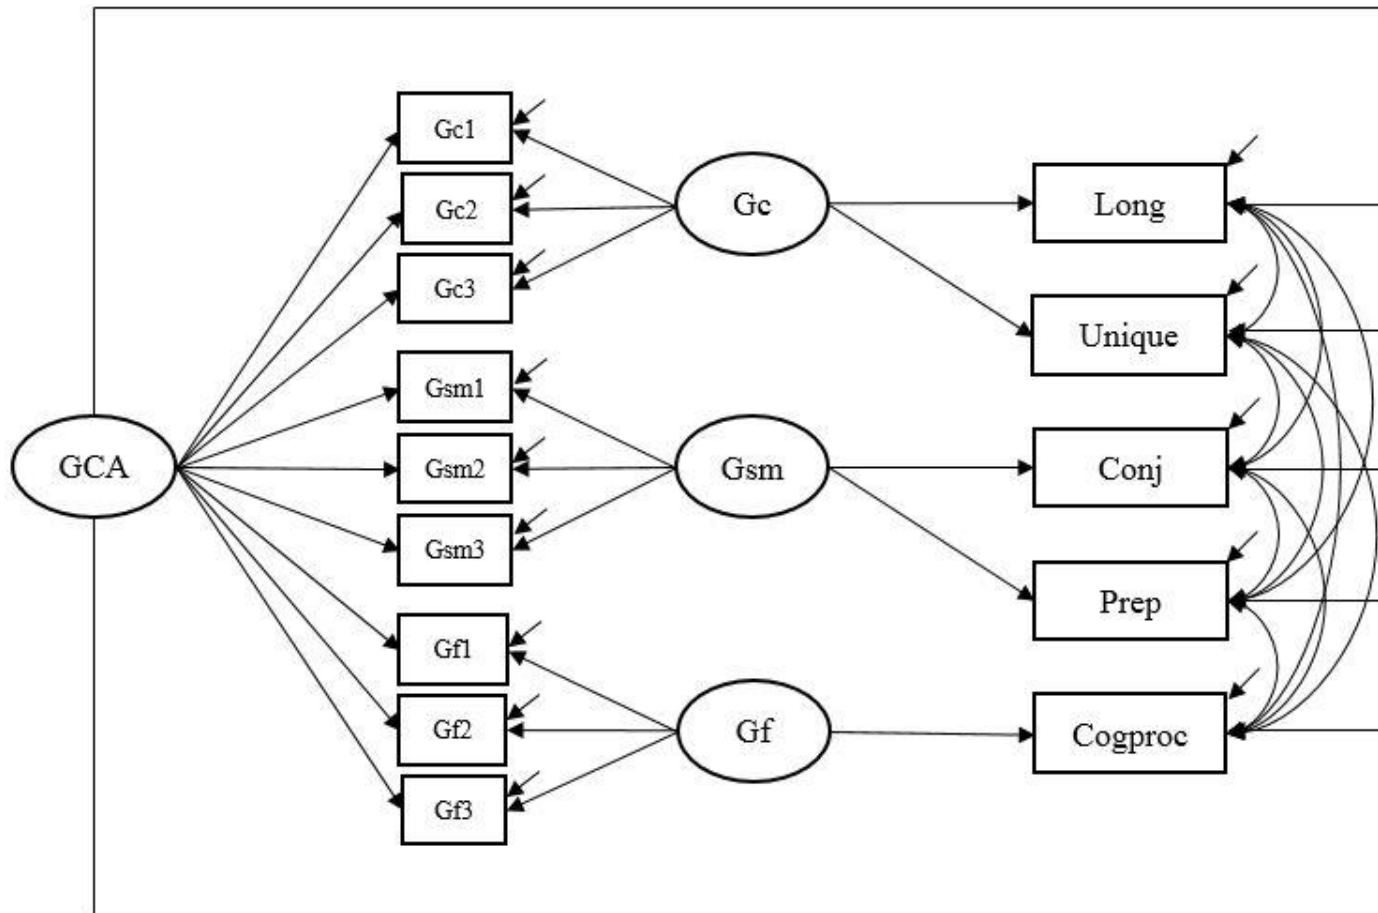 Gc1
Gc2
Gc3
Gsm1
Gsm2
Gsm3
Gf1
Gf2
Gf3
GCA
Gc
Gsm
Gf
Long
Unique
Conj
Prep
Cogproc